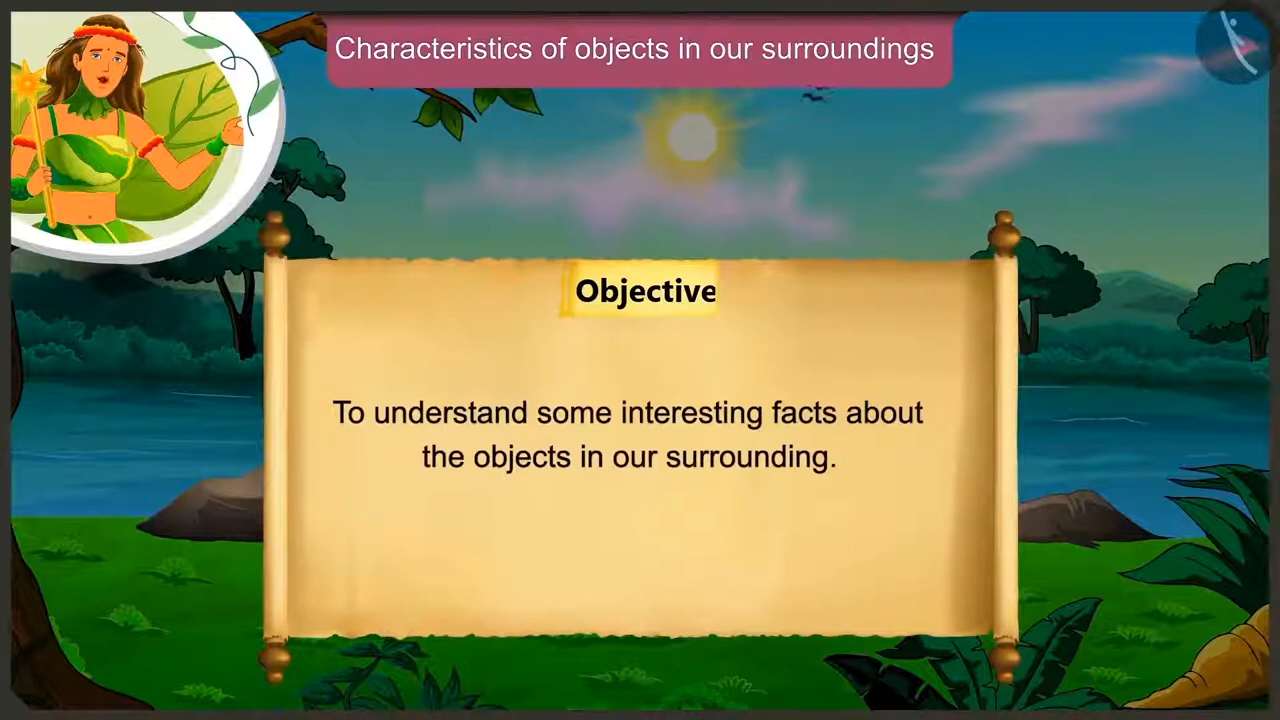 Characteristics of objects in our surroundings
Objective
To understand some interesting facts about
the objects in our surrounding.